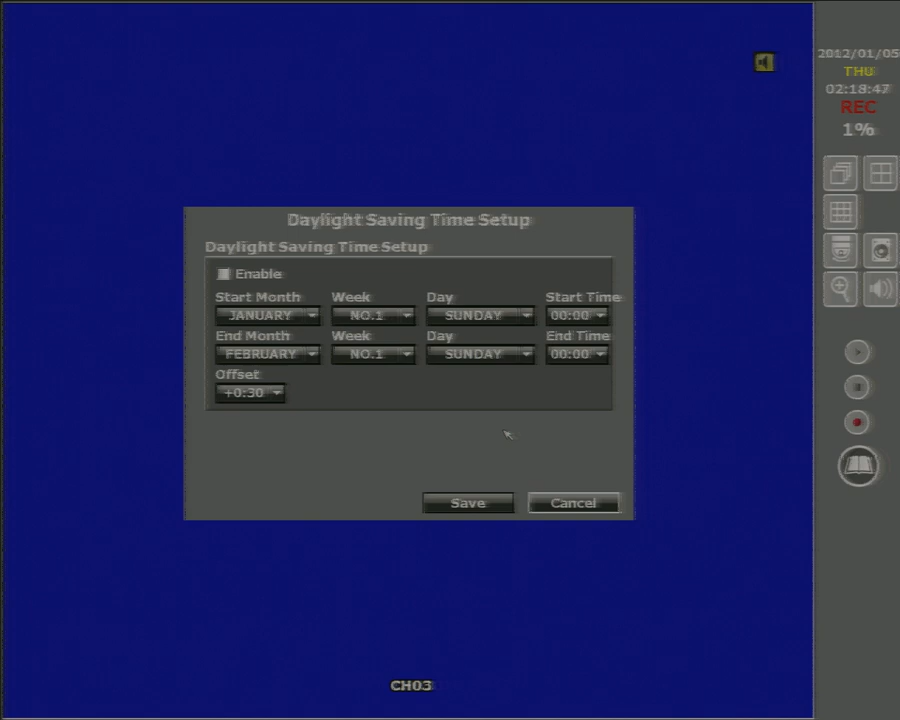 2012/01/05
THU
02:18:47
REC
1%
Daylight Saving Time Setup
Daylight Saving Time Setup
Enable
Start Month Week Day Start Time
JANUARY NO.1 SUNDAY 00:00
End Month Week Day End Time
FEBRUARY NO.1 SUNDAY 00:00
Offset
+0:30
Save Cancel
CH03